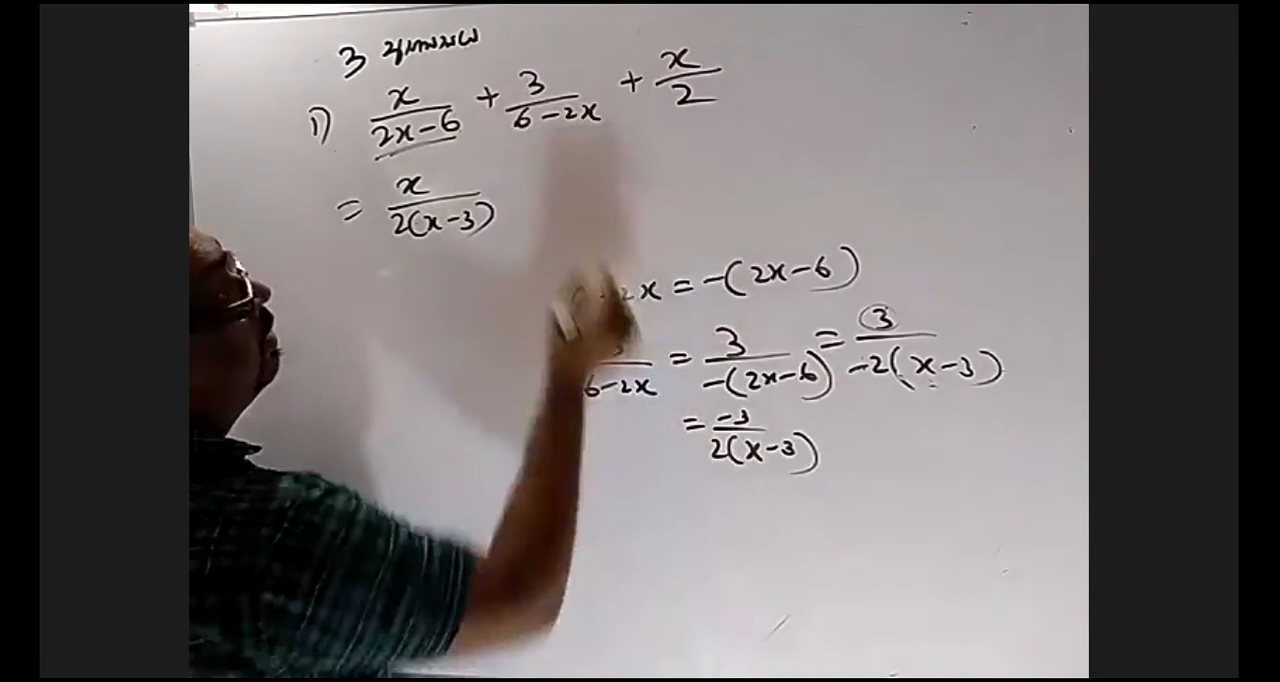 3
1) x/(2x-6) + 3/(6-2x) + x/2
= x/(2(x-3))
2x = -(2x-6)
/(6-2x) = 3/(-(2x-6)) = 3/(-2(x-3))
= -3/(2(x-3))